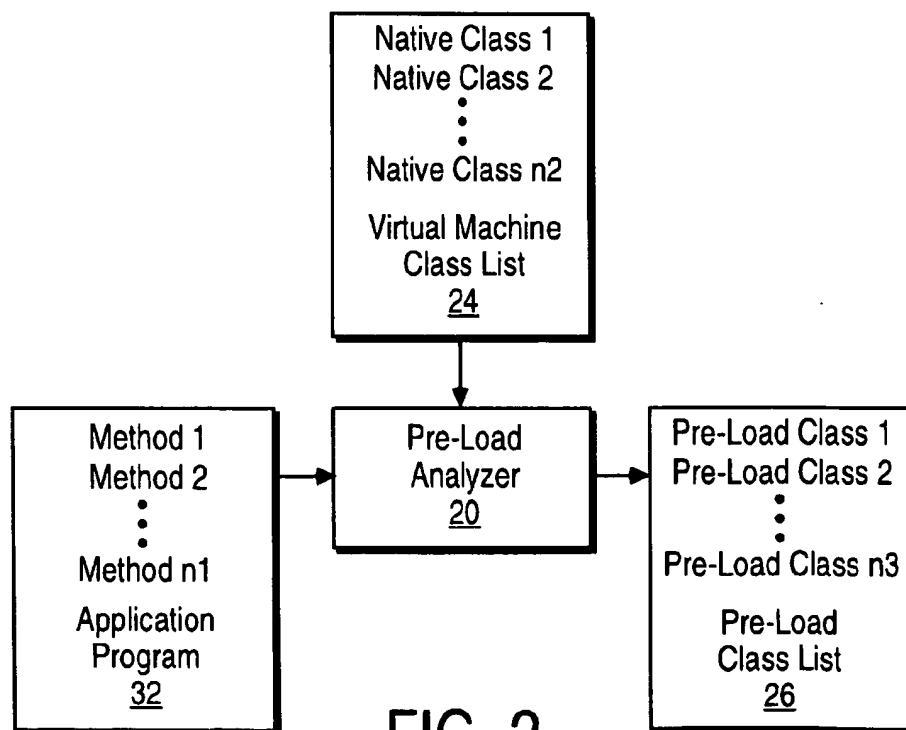 Native Class 1
Native Class 2
Native Class n2
Virtual Machine
Class List
24
Method 1
Method 2
Method n1
Application
Program
32
Pre-Load
Analyzer
20
Pre-Load Class 1
Pre-Load Class 2
Pre-Load Class n3
Pre-Load
Class List
26